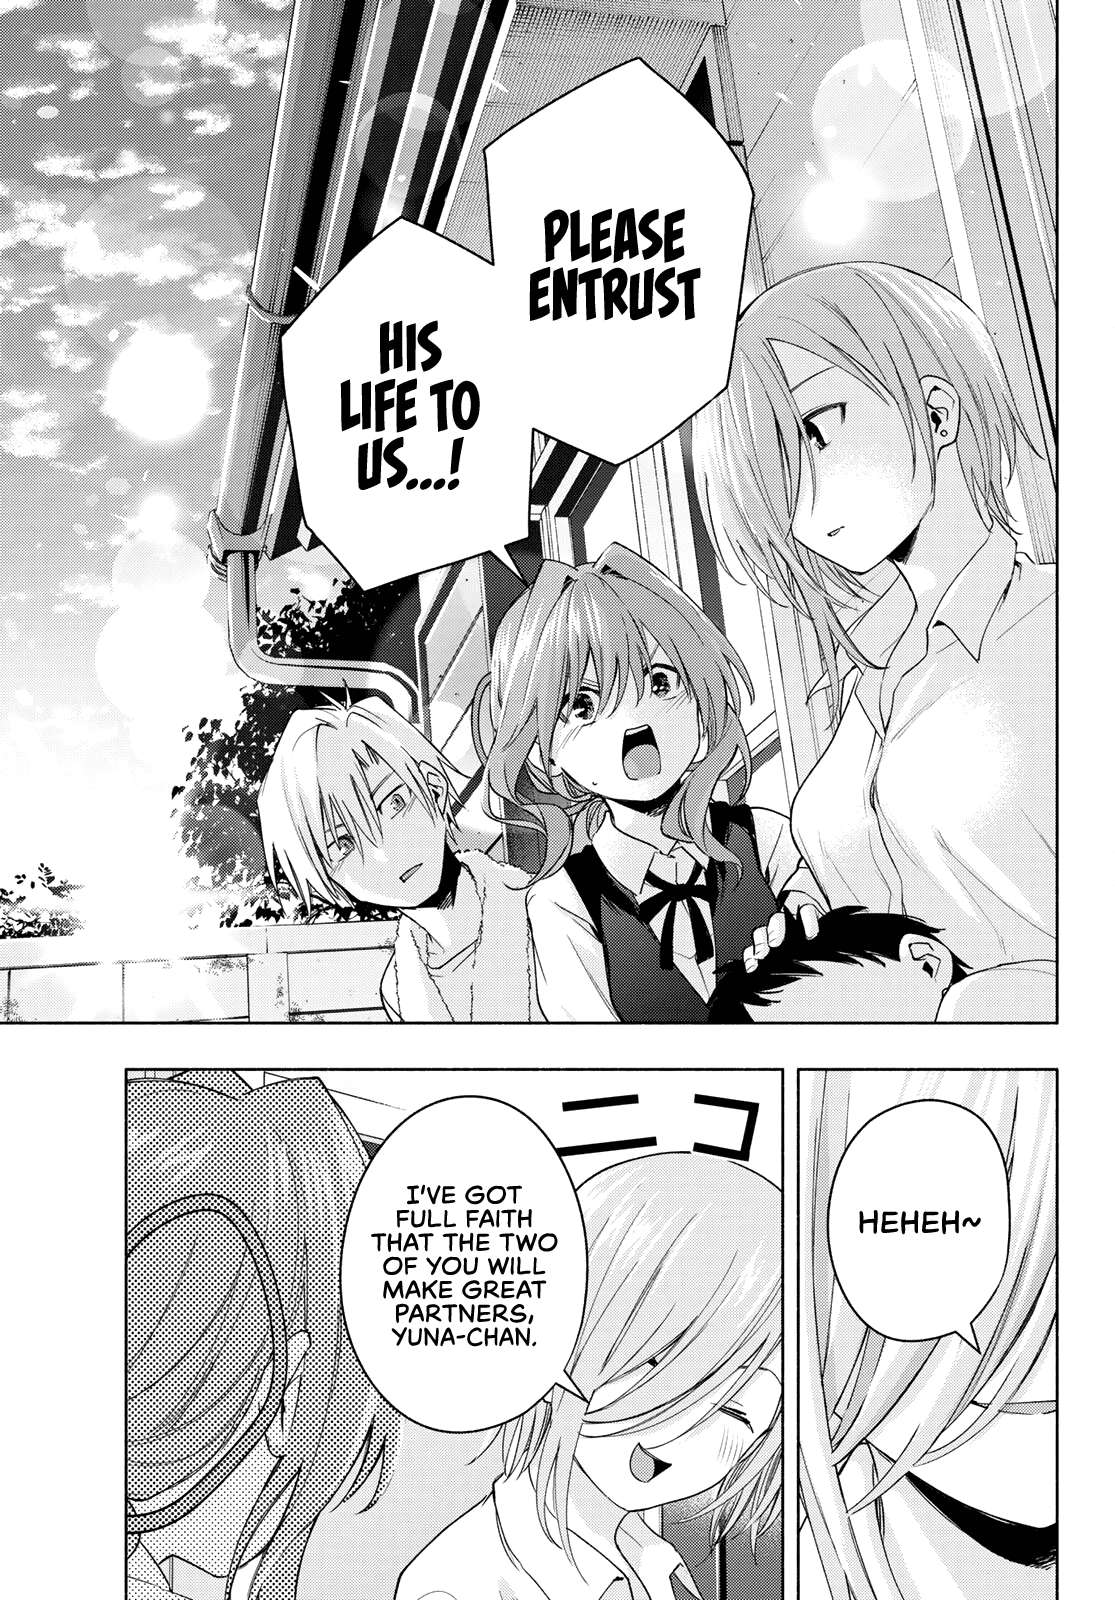 PLEASE
ENTRUST
HIS
LIFE TO
US...!
HEHEH~
ニコ
I'VE GOT
FULL FAITH
THAT THE TWO
OF YOU WILL
MAKE GREAT
PARTNERS,
YUNA-CHAN.